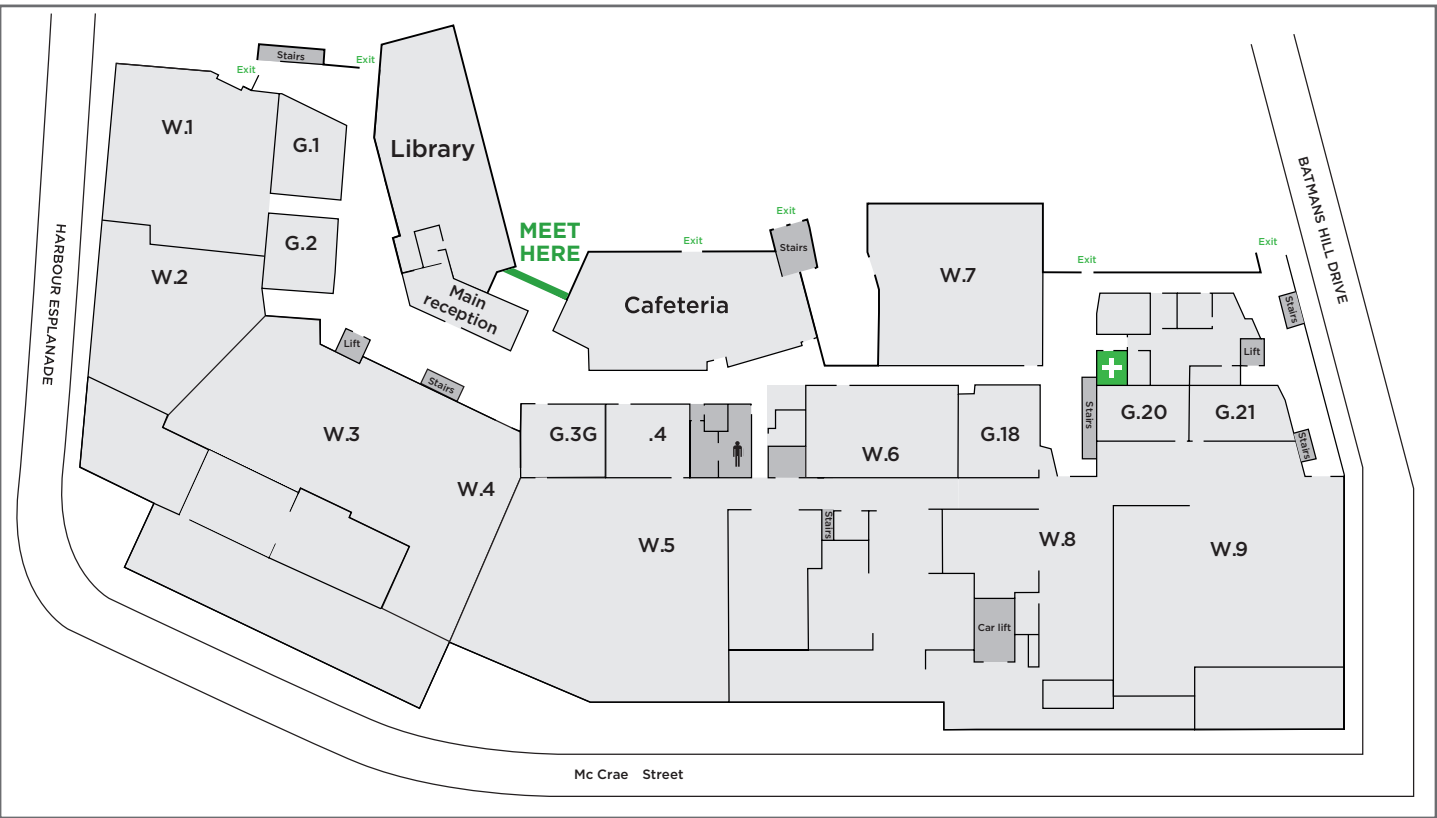 Stairs
Exit
Exit
W.1
G.1
Library
HARBOUR ESPLANADE
G.2
W.2
MEET
HERE
Main
reception
Exit
Exit
Stairs
Cafeteria
W.7
Exit
Exit
BATMANS HILL DRIVE
Stairs
Lift
Lift
Stairs
W.3
W.4
G.3G
.4
W.6
G.18
Stairs
G.20
G.21
Stairs
W.5
Stairs
W.8
W.9
Car lift
Mc Crae Street